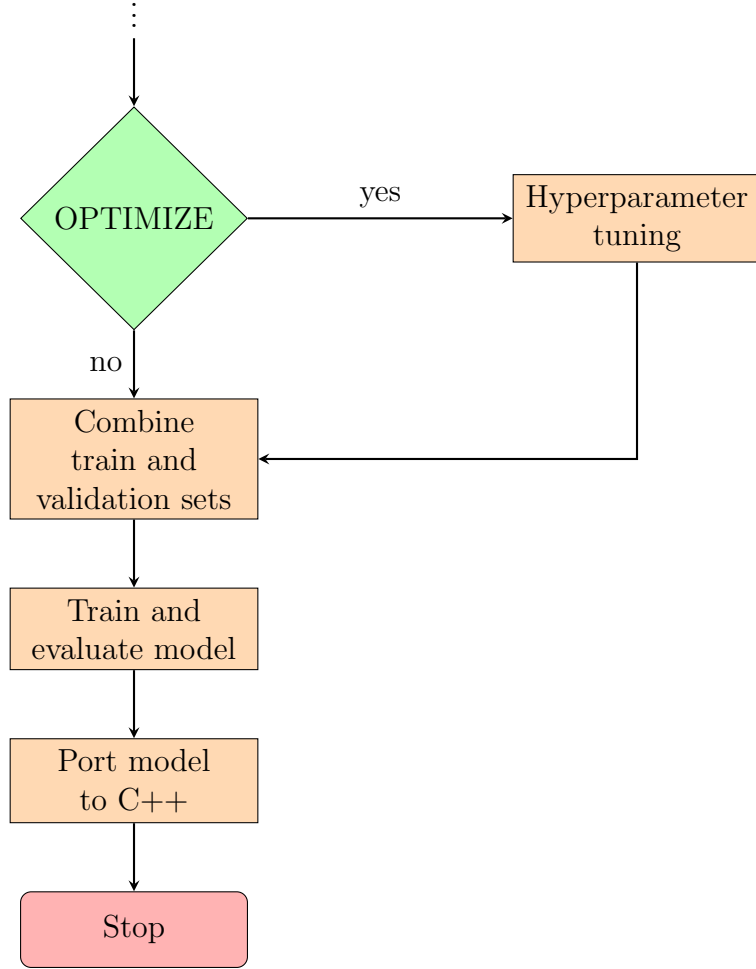 OPTIMIZE
yes
Hyperparameter
tuning
no
Combine
train and
validation sets
Train and
evaluate model
Port model
to C++
Stop